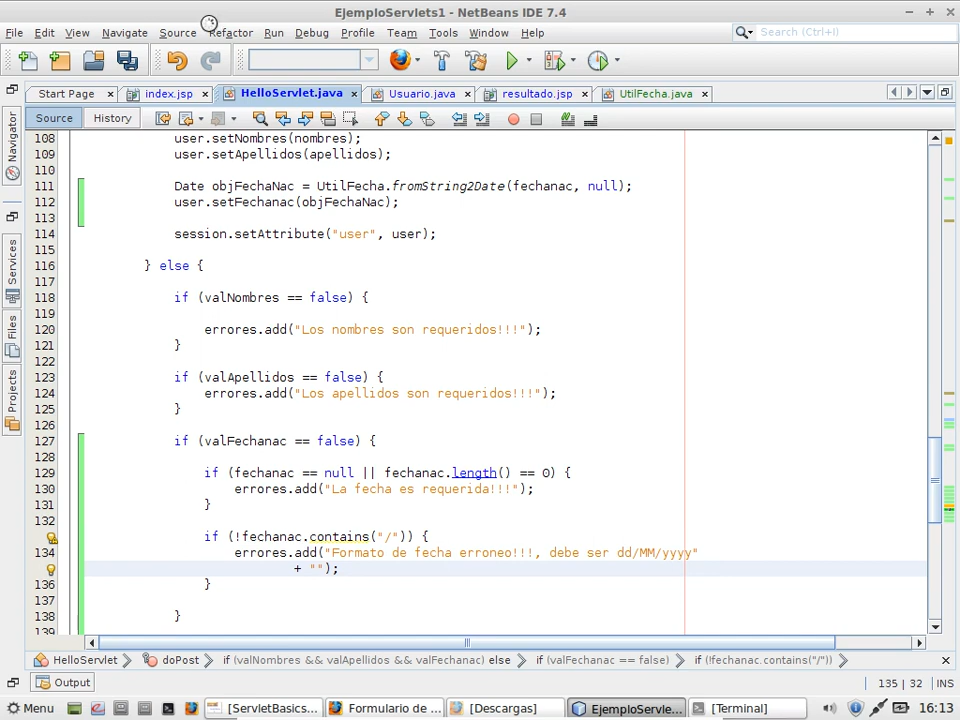 EjemploServlets1 - NetBeans IDE 7.4
File Edit View Navigate Source Refactor Run Debug Profile Team Tools Window Help
Search (Ctrl+I)
Start Page index.jsp HelloServlet.java Usuario.java resultado.jsp UtilFecha.java
Source History
Navigator
Services
Files
Projects
108 user.setNombres(nombres);
109 user.setApellidos(apellidos);
110
111 Date objFechaNac = UtilFecha.fromString2Date(fechanac, null);
112 user.setFechanac(objFechaNac);
113
114 session.setAttribute("user", user);
115
116 } else {
117
118 if (valNombres == false) {
119
120 errores.add("Los nombres son requeridos!!!");
121 }
122
123 if (valApellidos == false) {
124 errores.add("Los apellidos son requeridos!!!");
125 }
126
127 if (valFechanac == false) {
128
129 if (fechanac == null || fechanac.length() == 0) {
130 errores.add("La fecha es requerida!!!");
131 }
132
if (!fechanac.contains("/")) {
134 errores.add("Formato de fecha erroneo!!!, debe ser dd/MM/yyyy"
+ "");
136 }
137
138 }
139
HelloServlet doPost if (valNombres && valApellidos && valFechanac) else if (valFechanac == false) if (!fechanac.contains("/"))
Output
135 | 32 INS
Menu [ServletBasics... Formulario de ... [Descargas] EjemploServle... [Terminal] 16:13